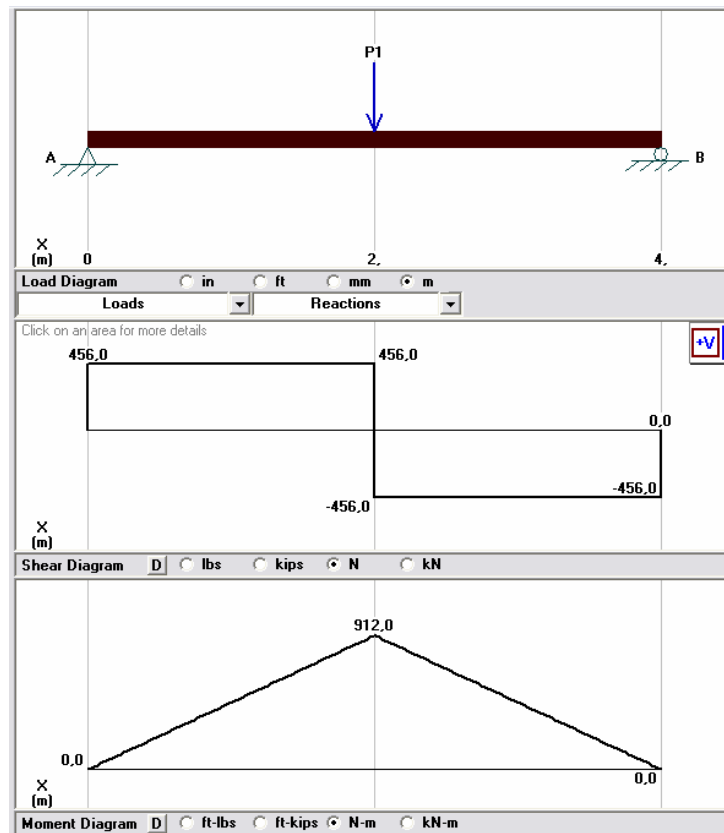 P1
A
B
X
(m) 0 2, 4,
Load Diagram in ft mm m
Loads Reactions
Click on an area for more details
+V
456,0 456,0
0,0
-456,0
-456,0
X
(m)
Shear Diagram D lbs kips N kN
912,0
0,0
0,0
X
(m)
Moment Diagram D ft-lbs ft-kips N-m kN-m